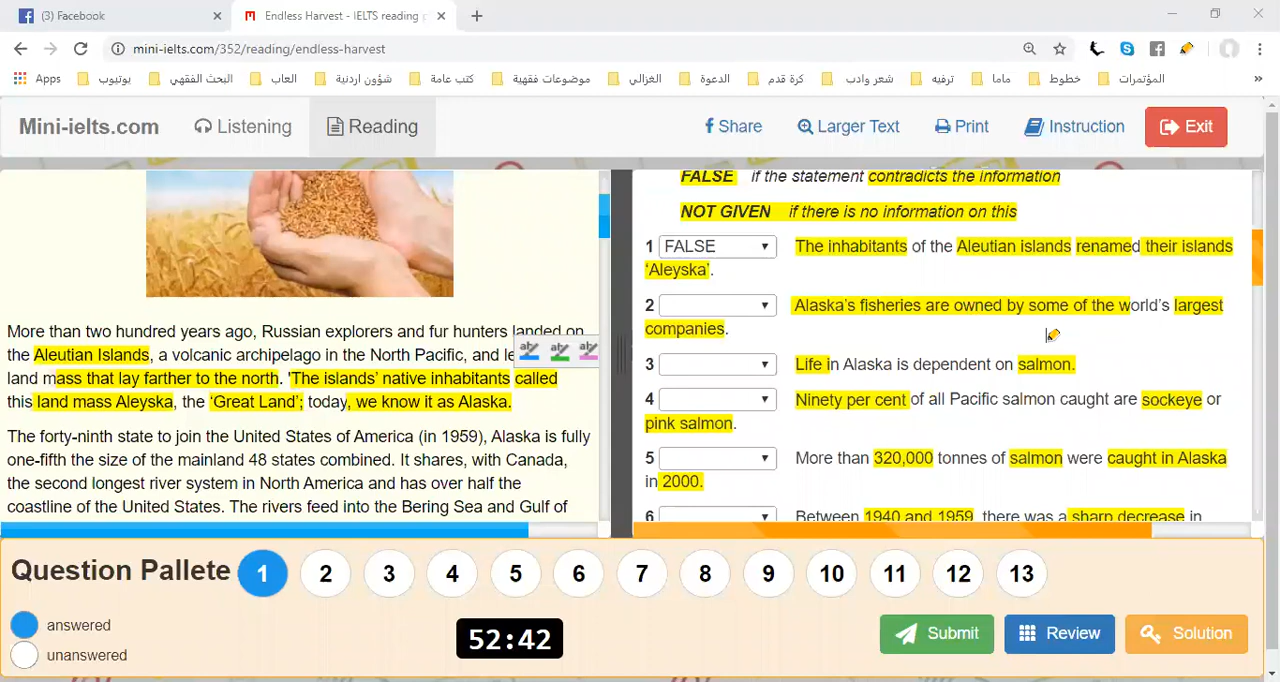 (3) Facebook
Endless Harvest - IELTS reading p
mini-ielts.com/352/reading/endless-harvest
Apps
يوتيوب
البحث الفقهي
العاب
شؤون اردنية
كتب عامة
موضوعات فقهية
الغزالي
الدعوة
كرة قدم
شعر وادب
ترفيه
ماما
خطوط
المؤتمرات
Mini-ielts.com
Listening
Reading
Share
Larger Text
Print
Instruction
Exit
More than two hundred years ago, Russian explorers and fur hunters landed on
the Aleutian Islands, a volcanic archipelago in the North Pacific, and le
land mass that lay farther to the north. 'The islands' native inhabitants called
this land mass Aleyska, the 'Great Land'; today, we know it as Alaska.
The forty-ninth state to join the United States of America (in 1959), Alaska is fully
one-fifth the size of the mainland 48 states combined. It shares, with Canada,
the second longest river system in North America and has over half the
coastline of the United States. The rivers feed into the Bering Sea and Gulf of
FALSE if the statement contradicts the information
NOT GIVEN if there is no information on this
1 FALSE The inhabitants of the Aleutian islands renamed their islands
'Aleyska'.
2 Alaska's fisheries are owned by some of the world's largest
companies.
3 Life in Alaska is dependent on salmon.
4 Ninety per cent of all Pacific salmon caught are sockeye or
pink salmon.
5 More than 320,000 tonnes of salmon were caught in Alaska
in 2000.
6 Between 1940 and 1959, there was a sharp decrease in
Question Pallete 1 2 3 4 5 6 7 8 9 10 11 12 13
answered
unanswered
52:42
Submit
Review
Solution